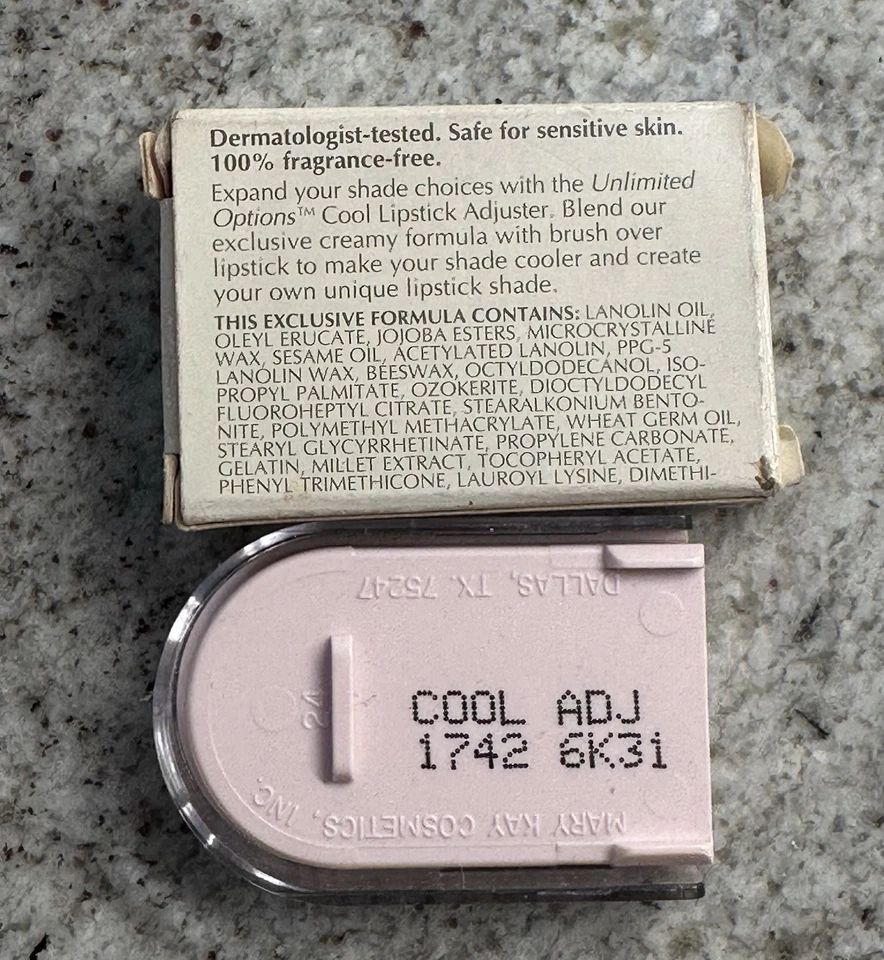 Dermatologist-tested. Safe for sensitive skin.
100% fragrance-free.
Expand your shade choices with the Unlimited
Options™ Cool Lipstick Adjuster. Blend our
exclusive creamy formula with brush over
lipstick to make your shade cooler and create
your own unique lipstick shade.
THIS EXCLUSIVE FORMULA CONTAINS: LANOLIN OIL,
OLEYL ERUCATE, JOJOBA ESTERS, MICROCRYSTALLINE
WAX, SESAME OIL, ACETYLATED LANOLIN, PPG-5
LANOLIN WAX, BEESWAX, OCTYLDODECANOL, ISO-
PROPYL PALMITATE, OZOKERITE, DIOCTYLDODECYL
FLUOROHEPTYL CITRATE, STEARALKONIUM BENTO-
NITE, POLYMETHYL METHACRYLATE, WHEAT GERM OIL,
STEARYL GLYCYRRHETINATE, PROPYLENE CARBONATE,
GELATIN, MILLET EXTRACT, TOCOPHERYL ACETATE,
PHENYL TRIMETHICONE, LAUROYL LYSINE, DIMETHI-
DALLAS, TX. 75247
24
COOL ADJ
1742 6K31
MARY KAY COSMETICS, INC.